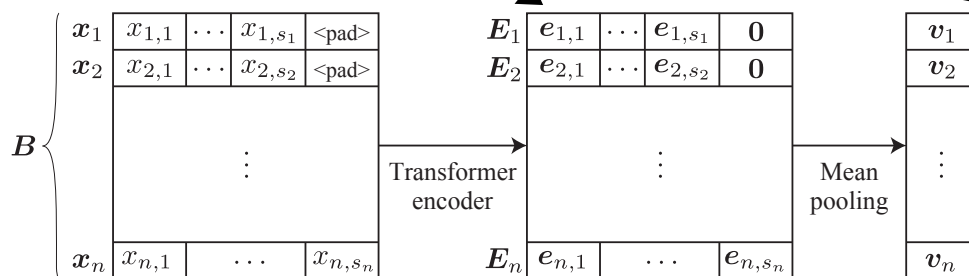 x₁ x₁,₁ ⋯ x₁,ₛ₁ <pad> E₁ e₁,₁ ⋯ e₁,ₛ₁ 0 v₁
x₂ x₂,₁ ⋯ x₂,ₛ₂ <pad> E₂ e₂,₁ ⋯ e₂,ₛ₂ 0 v₂
B ⋮ Transformer encoder ⋮ Mean pooling ⋮
xₙ xₙ,₁ ⋯ xₙ,ₛₙ Eₙ eₙ,₁ ⋯ eₙ,ₛₙ vₙ